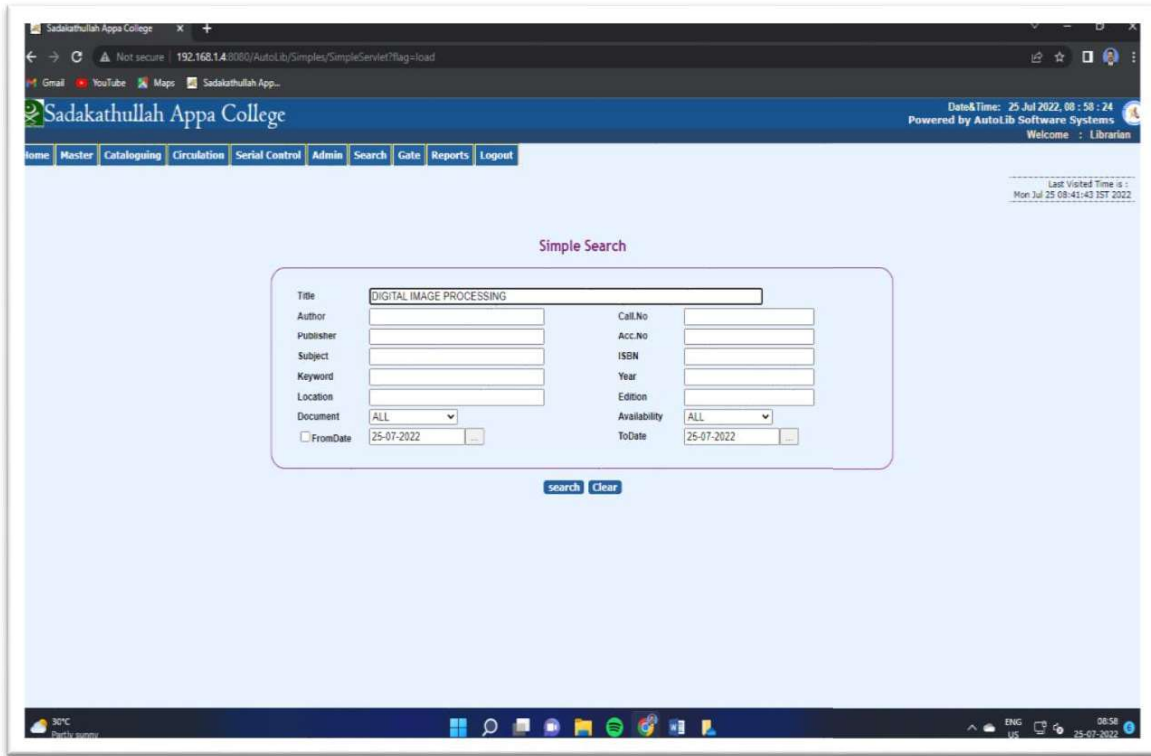 Sadakathullah Appa College
Not secure 192.168.1.4:8080/AutoLib/Simples/SimpleServlet?flag=load
Gmail YouTube Maps Sadakathullah App...
Sadakathullah Appa College
Date&Time: 25 Jul 2022, 08 : 58 : 24
Powered by AutoLib Software Systems
Welcome : Librarian
Home Master Cataloguing Circulation Serial Control Admin Search Gate Reports Logout
Last Visited Time is :
Mon Jul 25 08:41:43 IST 2022
Simple Search
Title DIGITAL IMAGE PROCESSING
Author Call.No
Publisher Acc.No
Subject ISBN
Keyword Year
Location Edition
Document ALL Availability ALL
FromDate 25-07-2022 ... ToDate 25-07-2022 ...
search Clear
30°C
Partly sunny
ENG
US
08:58
25-07-2022
6